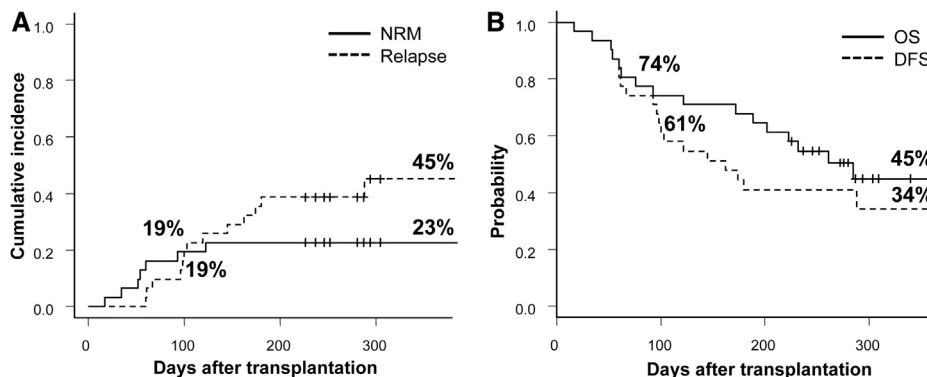 A
Cumulative incidence
1.0
0.8
0.6
0.4
0.2
0.0
NRM
Relapse
45%
23%
19%
19%
0 100 200 300
Days after transplantation
B
Probability
1.0
0.8
0.6
0.4
0.2
0.0
OS
DFS
74%
61%
45%
34%
0 100 200 300
Days after transplantation